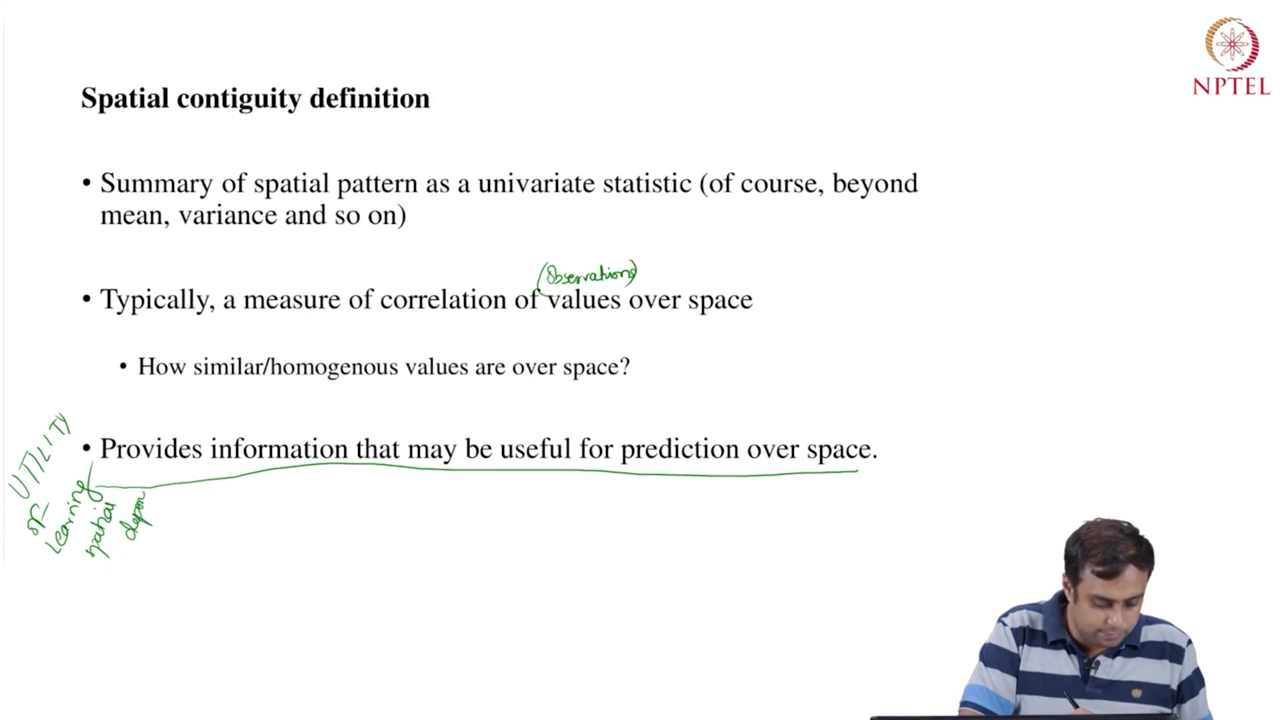 NPTEL
Spatial contiguity definition
• Summary of spatial pattern as a univariate statistic (of course, beyond
mean, variance and so on)
(Observations)
• Typically, a measure of correlation of values over space
• How similar/homogenous values are over space?
• Provides information that may be useful for prediction over space.
UTILITY
OF
Learning
spatial
depen